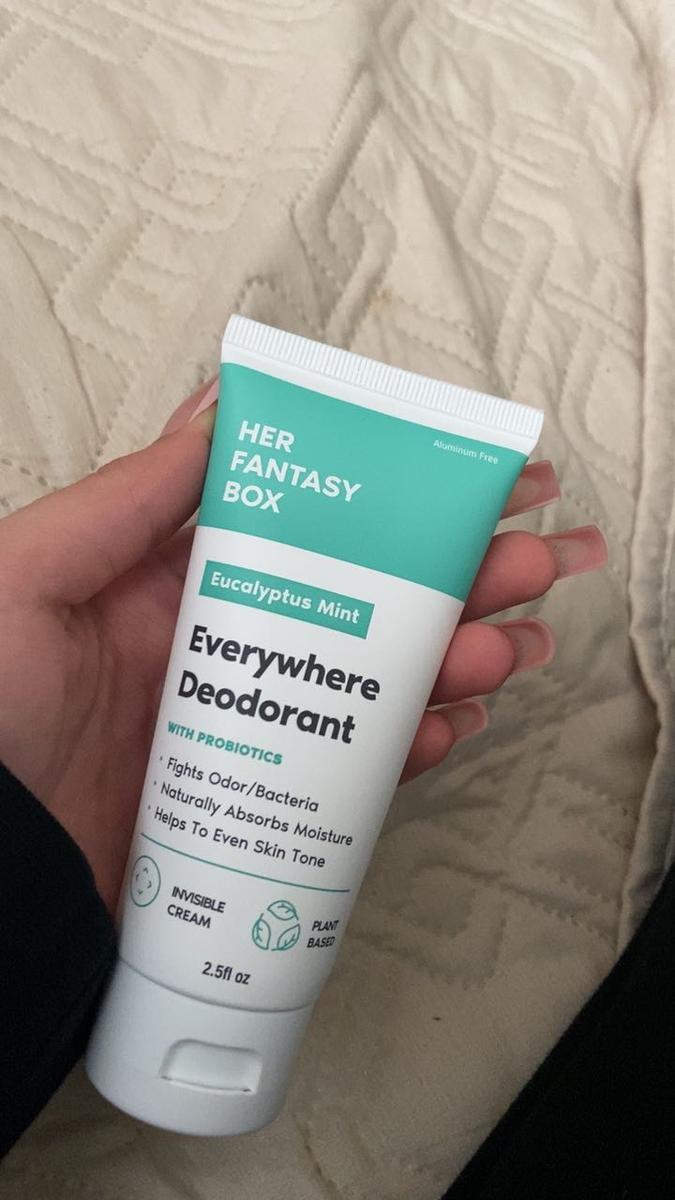 HER
FANTASY
BOX
Aluminum Free
Eucalyptus Mint
Everywhere
Deodorant
WITH PROBIOTICS
• Fights Odor/Bacteria
• Naturally Absorbs Moisture
• Helps To Even Skin Tone
INVISIBLE
CREAM
PLANT
BASED
2.5fl oz